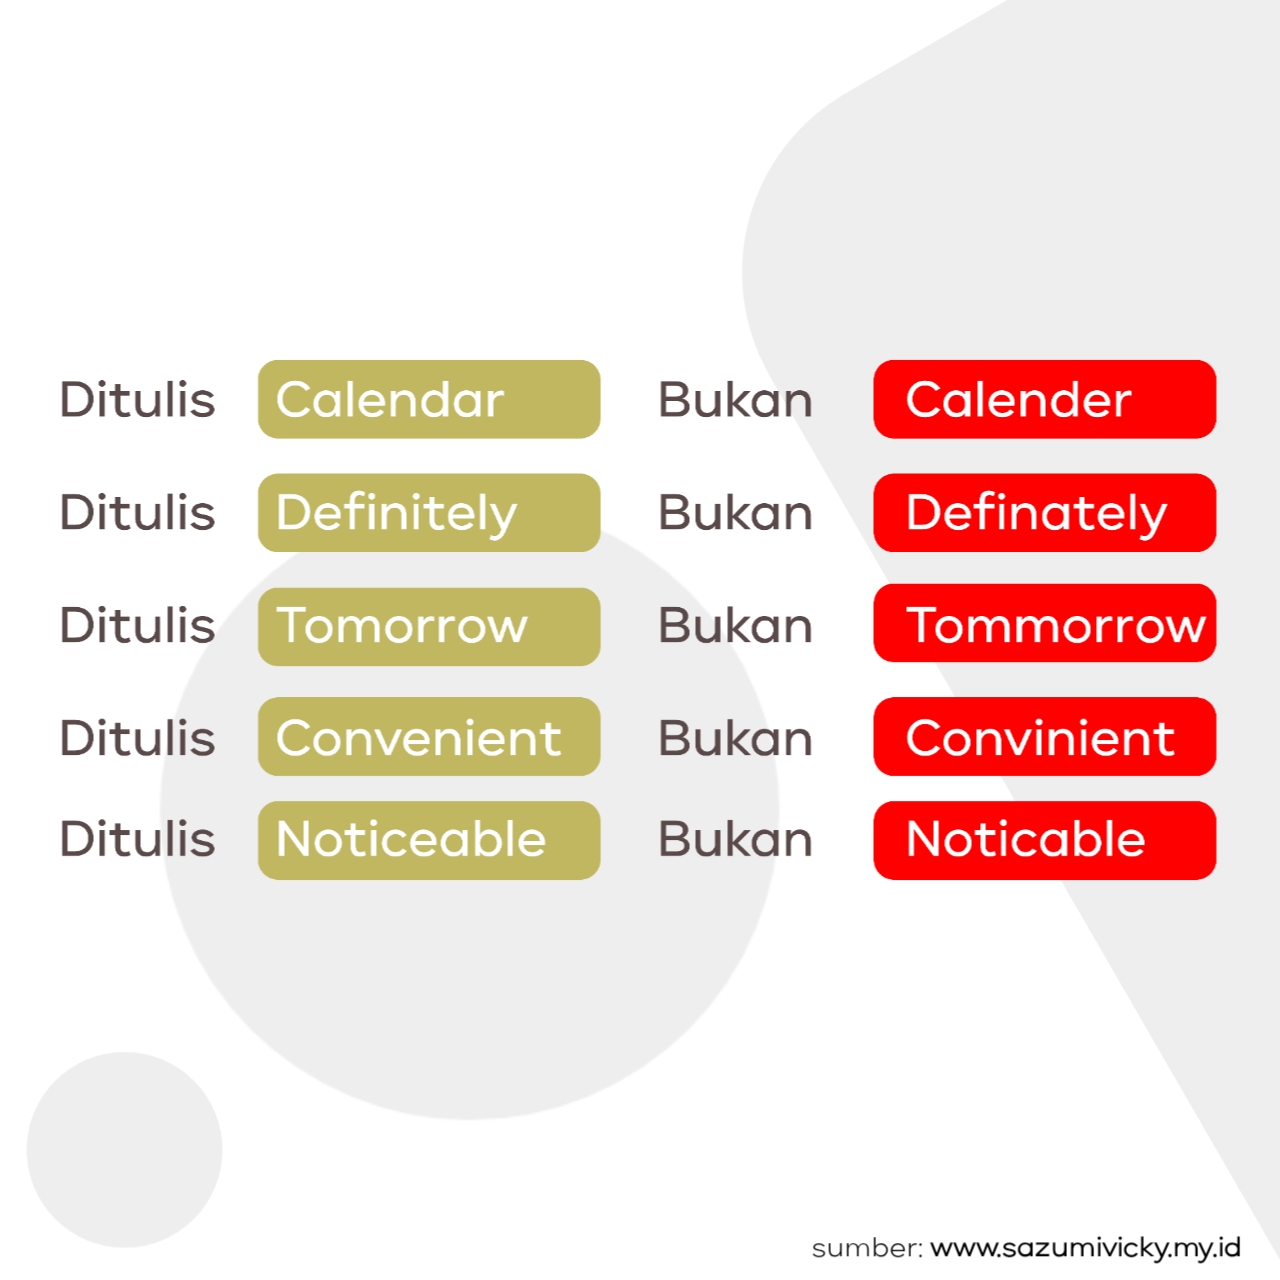 Ditulis Calendar Bukan Calender
Ditulis Definitely Bukan Definately
Ditulis Tomorrow Bukan Tommorrow
Ditulis Convenient Bukan Convinient
Ditulis Noticeable Bukan Noticable
sumber: www.sazumivicky.my.id